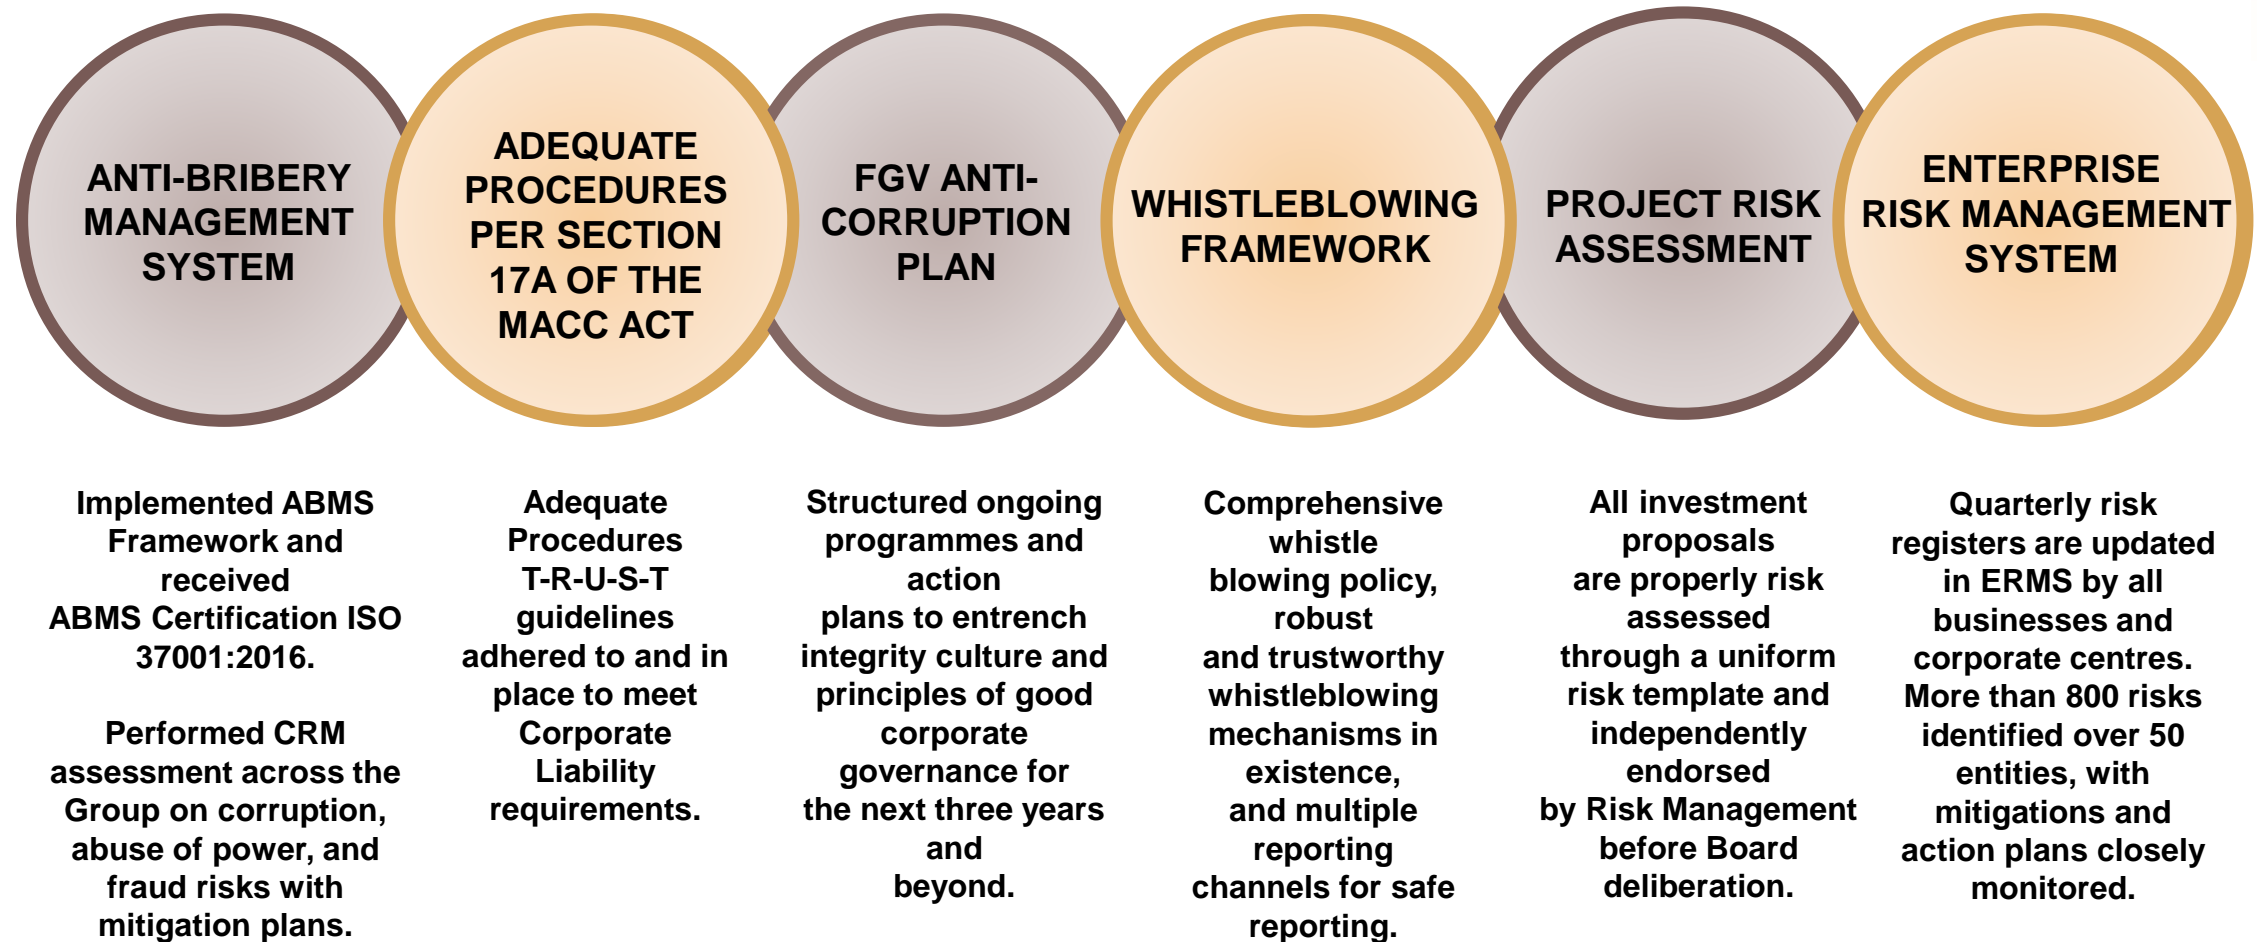 ANTI-BRIBERY
MANAGEMENT
SYSTEM
ADEQUATE
PROCEDURES
PER SECTION
17A OF THE
MACC ACT
FGV ANTI-
CORRUPTION
PLAN
WHISTLEBLOWING
FRAMEWORK
PROJECT RISK
ASSESSMENT
ENTERPRISE
RISK MANAGEMENT
SYSTEM
Implemented ABMS
Framework and
received
ABMS Certification ISO
37001:2016.
Performed CRM
assessment across the
Group on corruption,
abuse of power, and
fraud risks with
mitigation plans.
Adequate
Procedures
T-R-U-S-T
guidelines
adhered to and in
place to meet
Corporate
Liability
requirements.
Structured ongoing
programmes and
action
plans to entrench
integrity culture and
principles of good
corporate
governance for
the next three years
and
beyond.
Comprehensive
whistle
blowing policy,
robust
and trustworthy
whistleblowing
mechanisms in
existence,
and multiple
reporting
channels for safe
reporting.
All investment
proposals
are properly risk
assessed
through a uniform
risk template and
independently
endorsed
by Risk Management
before Board
deliberation.
Quarterly risk
registers are updated
in ERMS by all
businesses and
corporate centres.
More than 800 risks
identified over 50
entities, with
mitigations and
action plans closely
monitored.